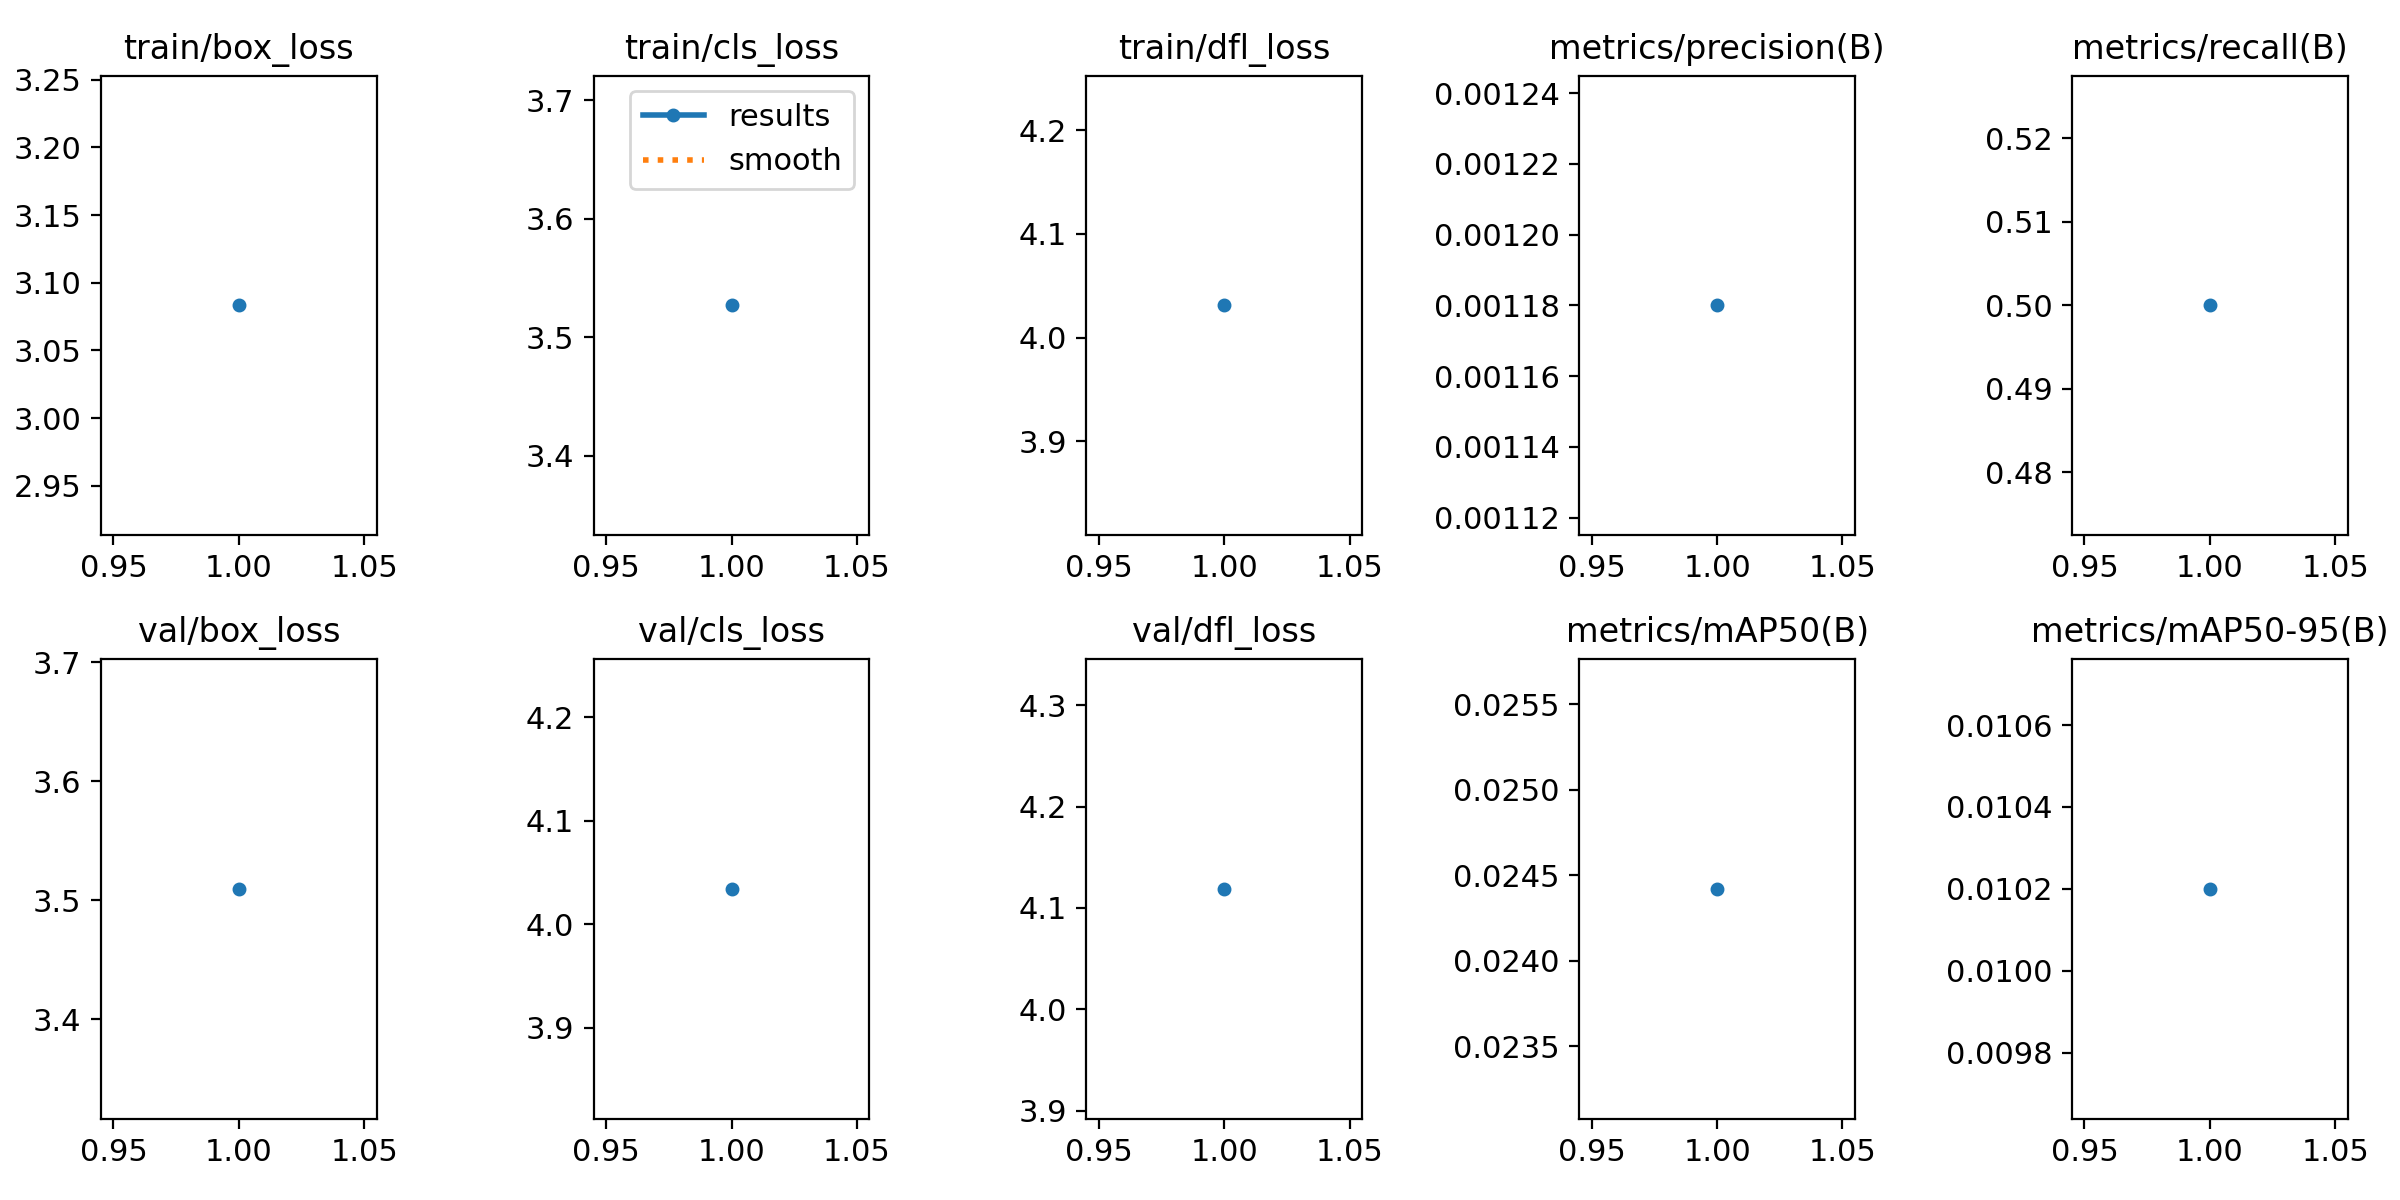 train/box_loss
3.25
3.20
3.15
3.10
3.05
3.00
2.95
0.95 1.00 1.05
train/cls_loss
results
smooth
3.7
3.6
3.5
3.4
0.95 1.00 1.05
train/dfl_loss
4.2
4.1
4.0
3.9
0.95 1.00 1.05
metrics/precision(B)
0.00124
0.00122
0.00120
0.00118
0.00116
0.00114
0.00112
0.95 1.00 1.05
metrics/recall(B)
0.52
0.51
0.50
0.49
0.48
0.95 1.00 1.05
val/box_loss
3.7
3.6
3.5
3.4
0.95 1.00 1.05
val/cls_loss
4.2
4.1
4.0
3.9
0.95 1.00 1.05
val/dfl_loss
4.3
4.2
4.1
4.0
3.9
0.95 1.00 1.05
metrics/mAP50(B)
0.0255
0.0250
0.0245
0.0240
0.0235
0.95 1.00 1.05
metrics/mAP50-95(B)
0.0106
0.0104
0.0102
0.0100
0.0098
0.95 1.00 1.05